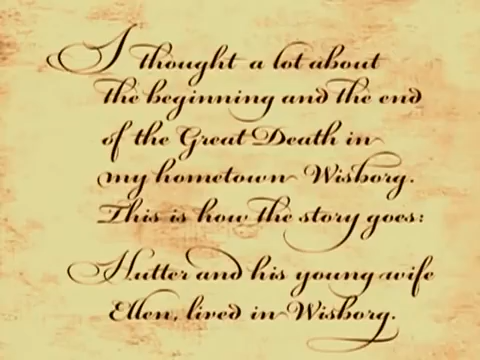 I thought a lot about
the beginning and the end
of the Great Death in
my hometown Wisborg.
This is how the story goes:
Hutter and his young wife
Ellen, lived in Wisborg.